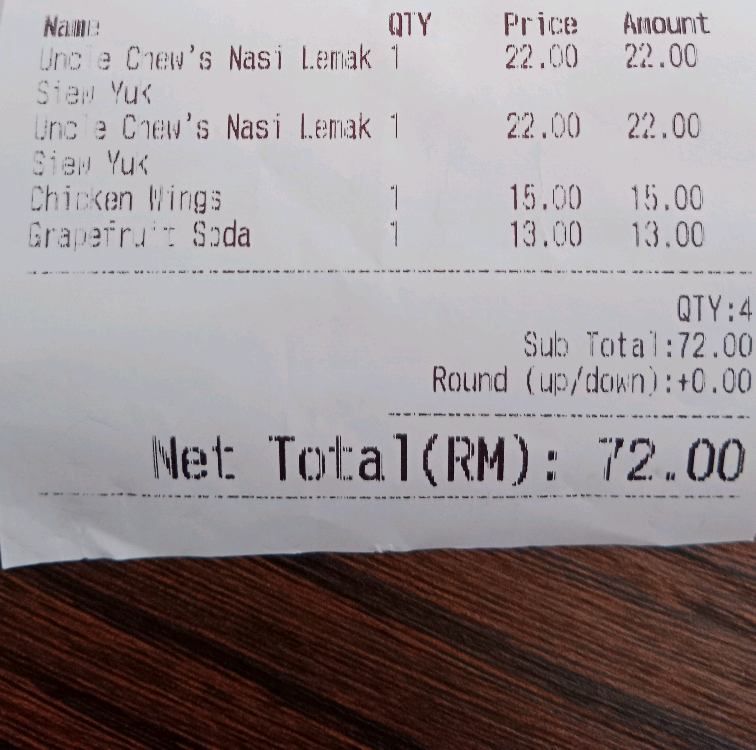 Name QTY Price Amount
Uncle Chew's Nasi Lemak 1 22.00 22.00
Siew Yuk
Uncle Chew's Nasi Lemak 1 22.00 22.00
Siew Yuk
Chicken Wings 1 15.00 15.00
Grapefruit Soda 1 13.00 13.00
QTY:4
Sub Total:72.00
Round (up/down):+0.00
Net Total(RM): 72.00